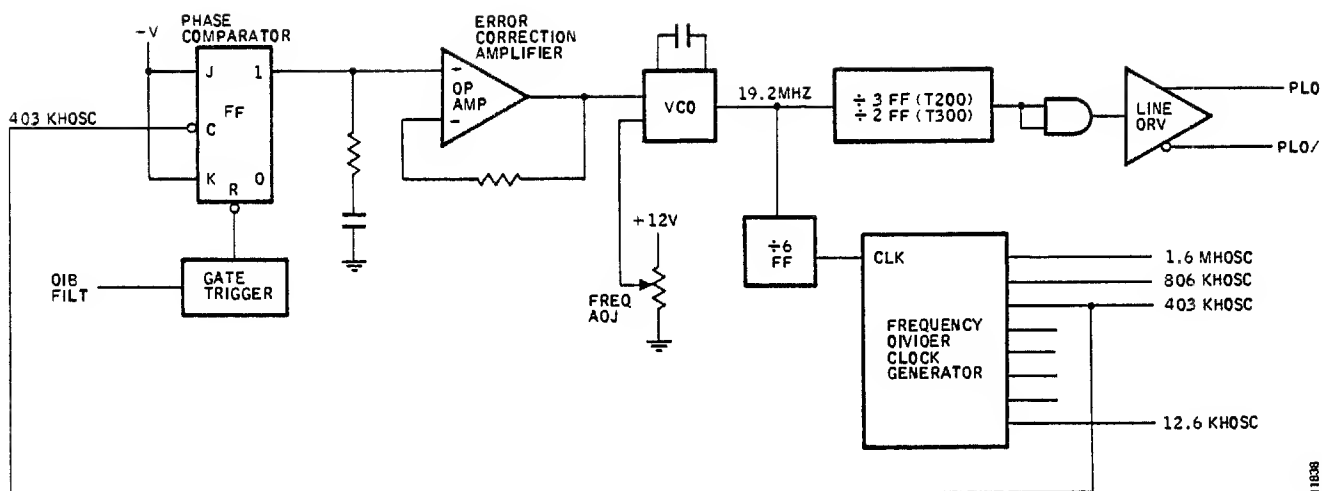 PHASE
COMPARATOR
-V
J
1
FF
403 KHOSC
C
K
O
R
OIB
FILT
GATE
TRIGGER
ERROR
CORRECTION
AMPLIFIER
-
OP
AMP
-
VCO
+12V
FREQ
AOJ
19.2MHZ
÷3 FF (T200)
÷2 FF (T300)
LINE
ORV
PLO
PLO/
÷6
FF
CLK
FREQUENCY
OIVIOER
CLOCK
GENERATOR
1.6 MHOSC
806 KHOSC
403 KHOSC
12.6 KHOSC
11838